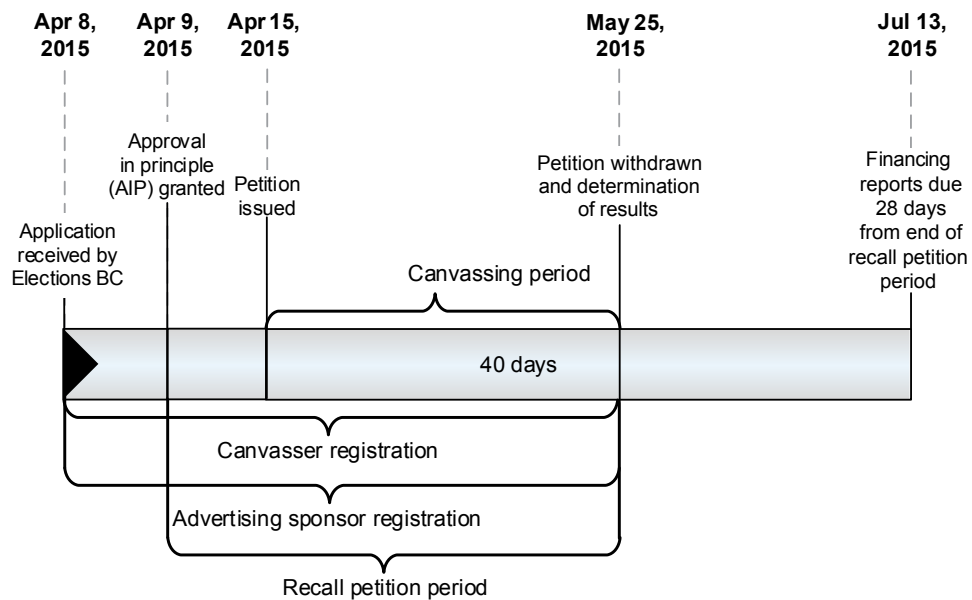 Apr 8,
2015
Apr 9,
2015
Apr 15,
2015
May 25,
2015
Jul 13,
2015
Application
received by
Elections BC
Approval
in principle
(AIP) granted
Petition
issued
Petition withdrawn
and determination
of results
Financing
reports due
28 days
from end of
recall petition
period
Canvassing period
40 days
Canvasser registration
Advertising sponsor registration
Recall petition period